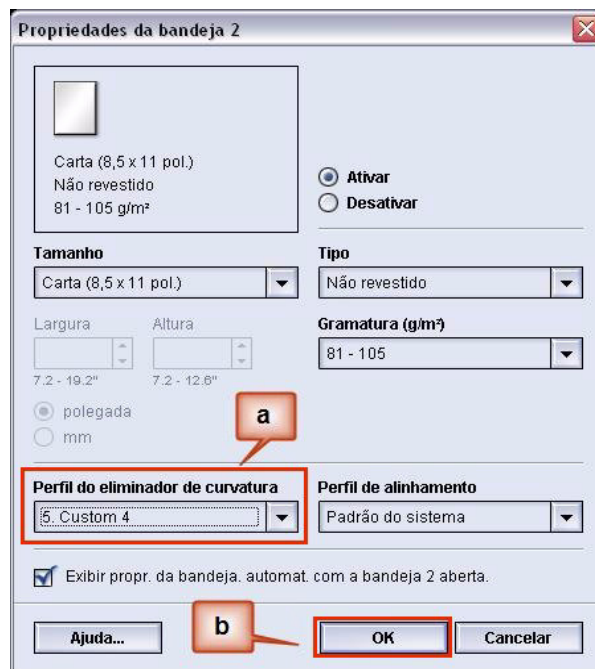 Propriedades da bandeja 2
Carta (8,5 x 11 pol.)
Não revestido
81 - 105 g/m²
Ativar
Desativar
Tamanho
Carta (8,5 x 11 pol.)
Tipo
Não revestido
Largura
Altura
7.2 - 19.2"
7.2 - 12.6"
polegada
mm
Gramatura (g/m²)
81 - 105
a
Perfil do eliminador de curvatura
5. Custom 4
Perfil de alinhamento
Padrão do sistema
Exibir propr. da bandeja. automat. com a bandeja 2 aberta.
b
Ajuda...
OK
Cancelar